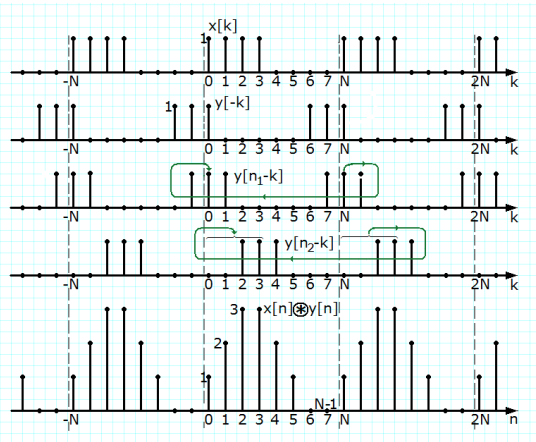 x[k]
1
-N 0 1 2 3 4 5 6 7 N 2N k
1 y[-k]
-N 0 1 2 3 4 5 6 7 N 2N k
y[n₁-k]
-N 0 1 2 3 4 5 6 7 N 2N k
y[n₂-k]
-N 0 1 2 3 4 5 6 7 N 2N k
3 x[n]⊛y[n]
2
1
N-1
-N 0 1 2 3 4 5 6 7 N 2N n